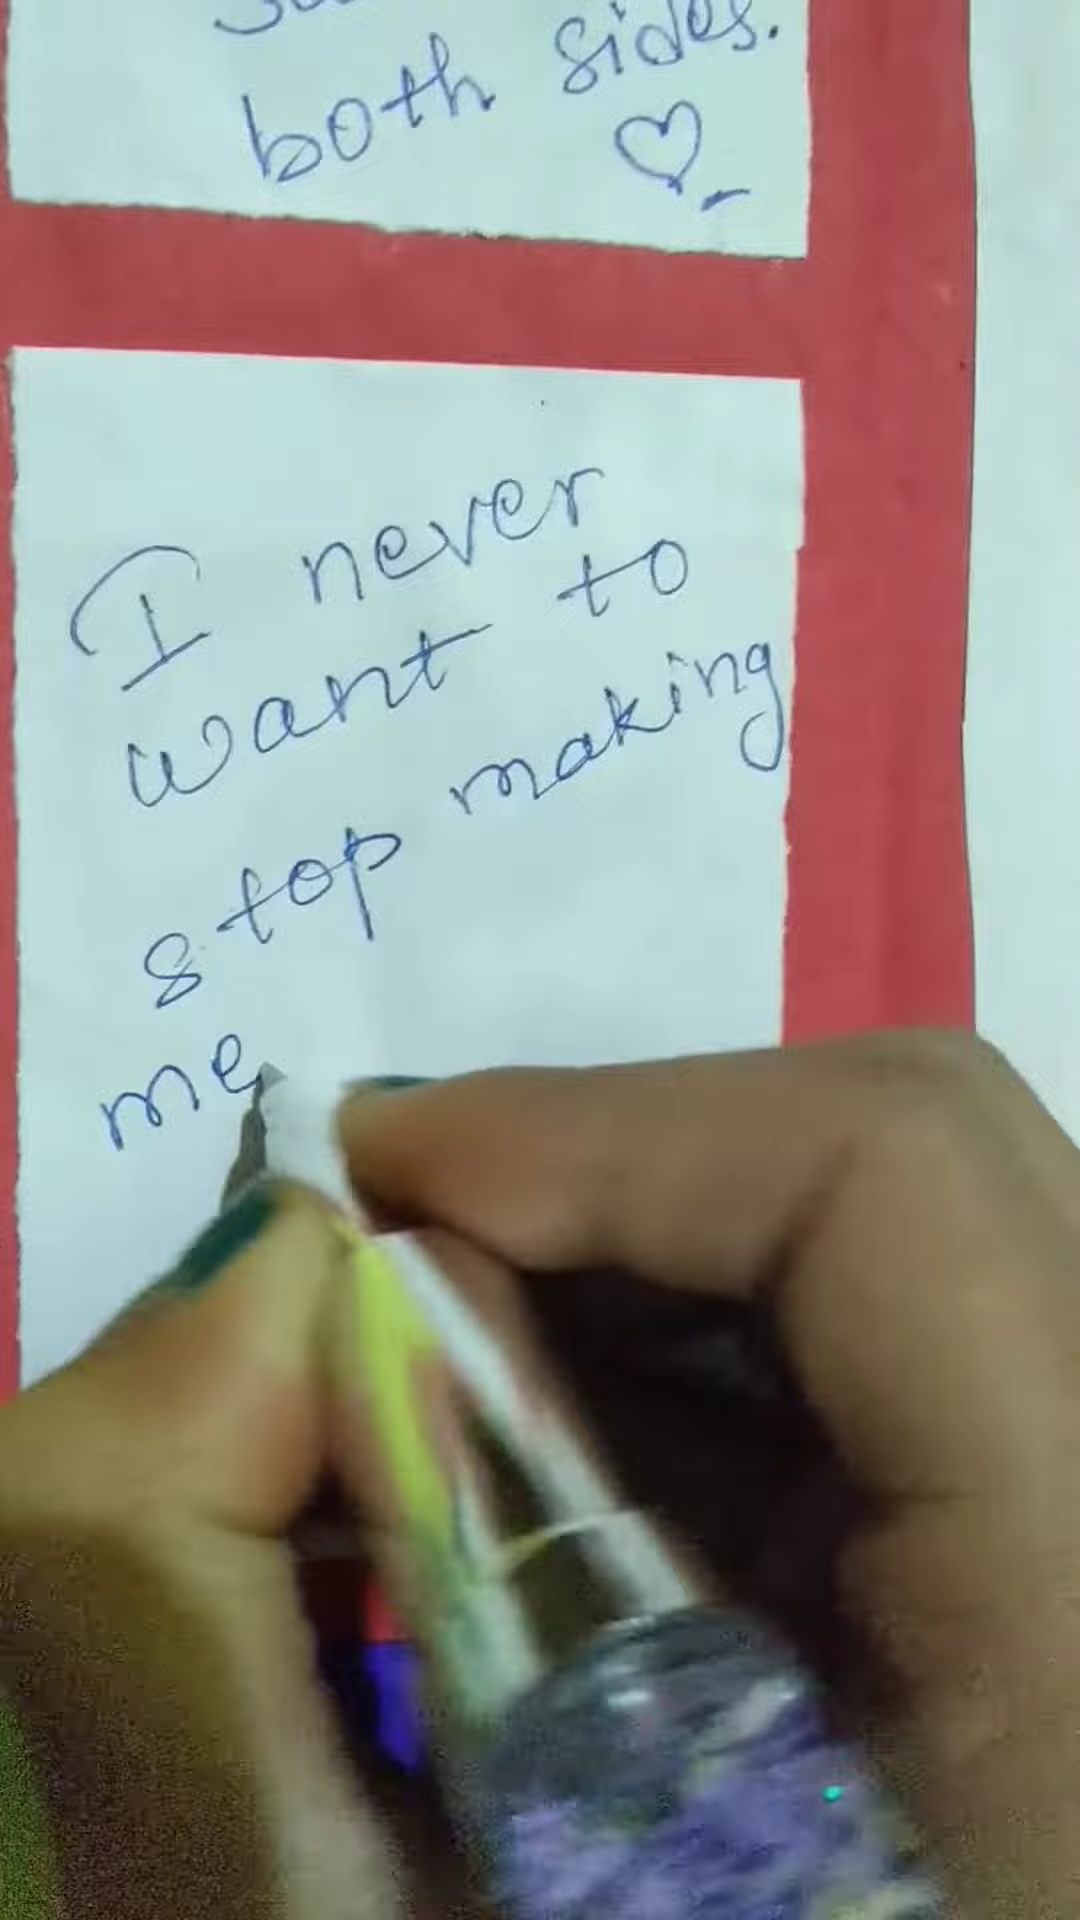 both sides.
I never
want to
stop making
me